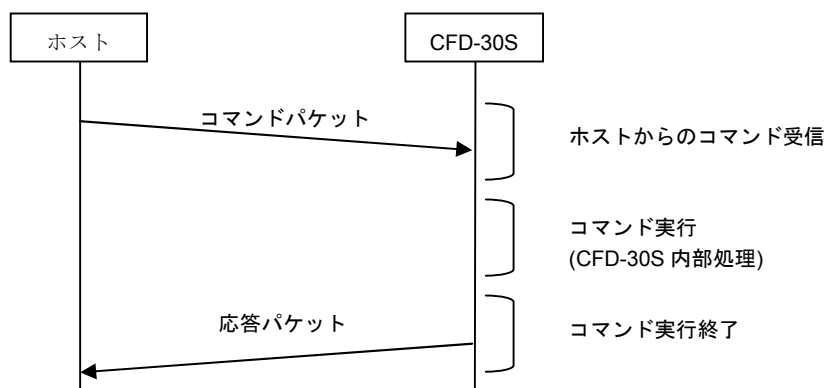 ホスト
CFD-30S
コマンドパケット
ホストからのコマンド受信
コマンド実行
(CFD-30S 内部処理)
応答パケット
コマンド実行終了